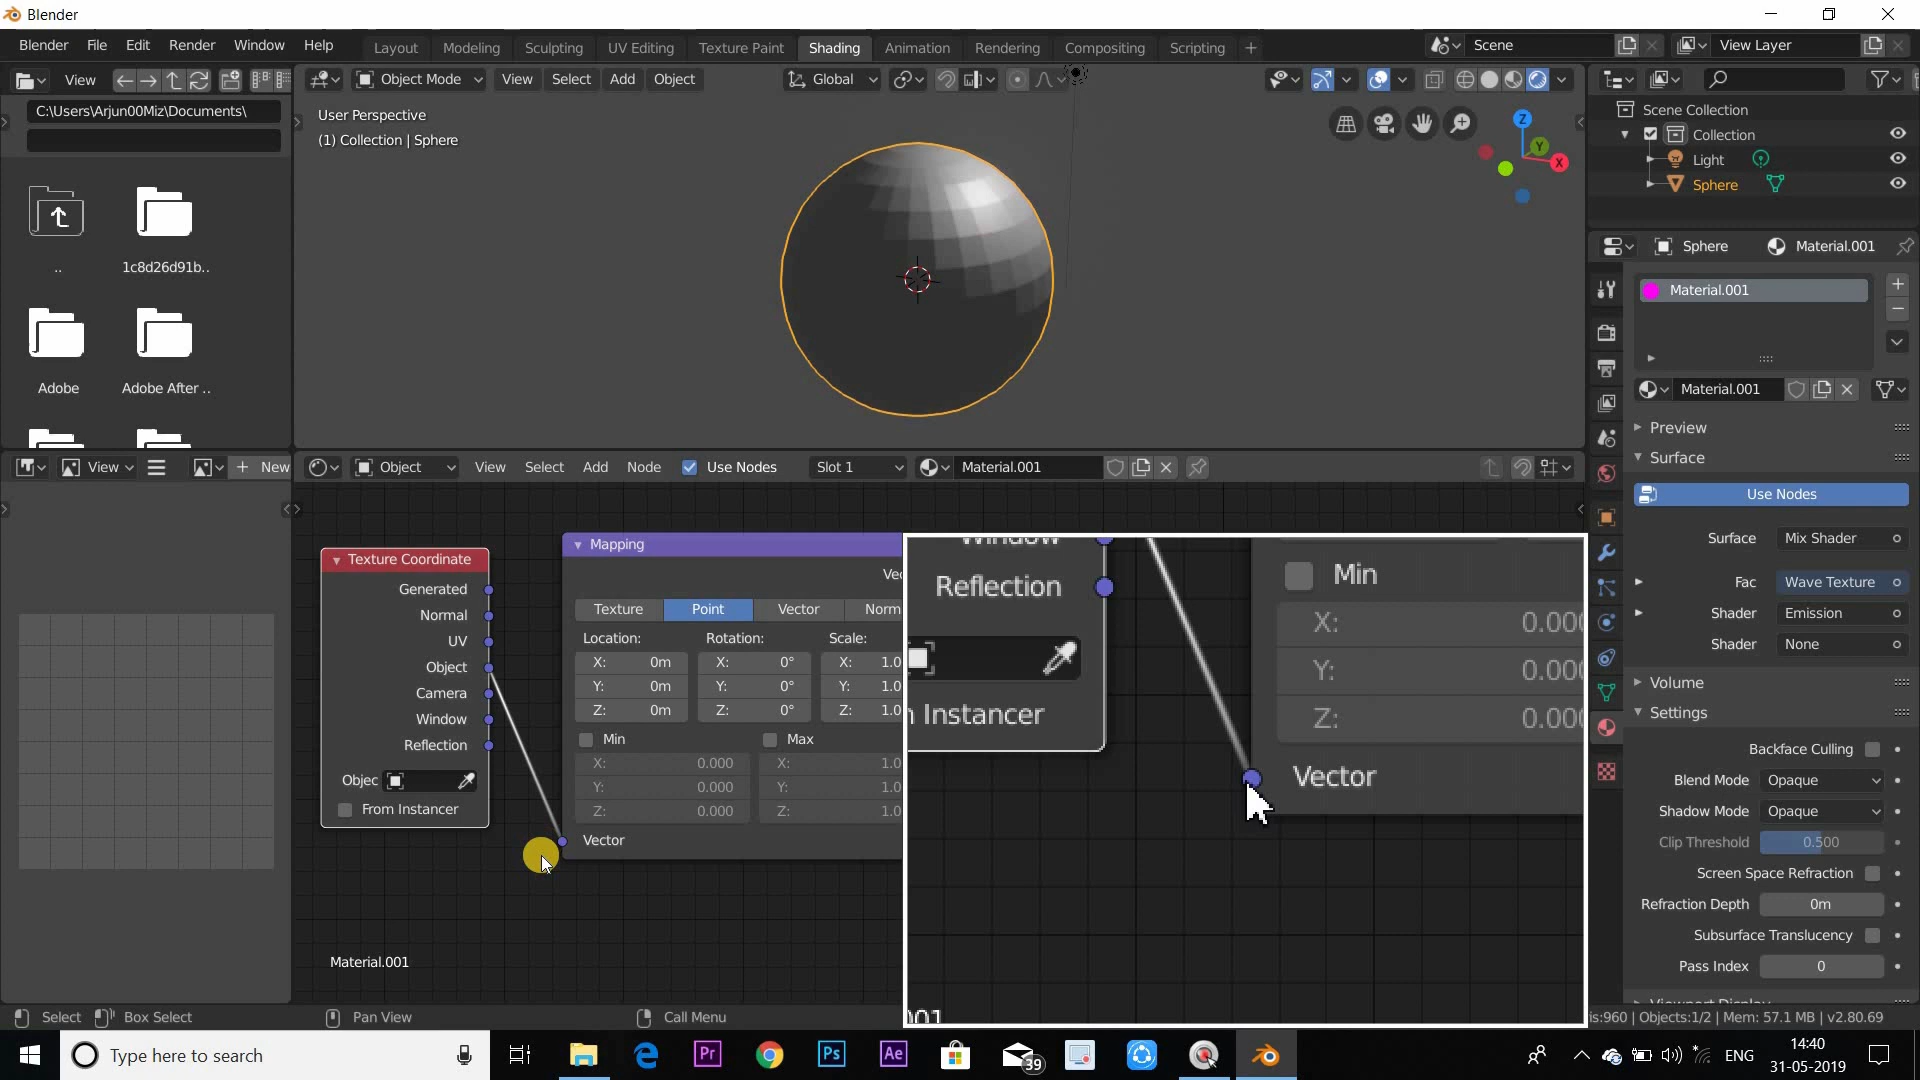 Blender
Blender File Edit Render Window Help
Layout Modeling Sculpting UV Editing Texture Paint Shading Animation Rendering Compositing Scripting +
Scene
View Layer
View
C:\Users\Arjun00Miz\Documents\
..
1c8d26d91b..
Adobe
Adobe After ..
Object Mode View Select Add Object
Global
User Perspective
(1) Collection | Sphere
Z
Y
X
Scene Collection
Collection
Light
Sphere
Sphere Material.001
Material.001
Material.001
Preview
Surface
Use Nodes
Surface Mix Shader
Fac Wave Texture
Shader Emission
Shader None
Volume
Settings
Backface Culling
Blend Mode Opaque
Shadow Mode Opaque
Clip Threshold 0.500
Screen Space Refraction
Refraction Depth 0m
Subsurface Translucency
Pass Index 0
View
+ New
Object View Select Add Node Use Nodes Slot 1 Material.001
Texture Coordinate
Generated
Normal
UV
Object
Camera
Window
Reflection
Objec
From Instancer
Mapping
Vec
Texture Point Vector Norm
Location: Rotation: Scale:
X: 0m X: 0° X: 1.0
Y: 0m Y: 0° Y: 1.0
Z: 0m Z: 0° Z: 1.0
Min Max
X: 0.000 X: 1.0
Y: 0.000 Y: 1.0
Z: 0.000 Z: 1.0
Vector
Material.001
Window
Reflection
Instancer
Min
X: 0.000
Y: 0.000
Z: 0.000
Vector
001
Select Box Select Pan View Call Menu
is:960 | Objects:1/2 | Mem: 57.1 MB | v2.80.69
Type here to search
Pr
Ps
Ae
39
ENG
14:40
31-05-2019